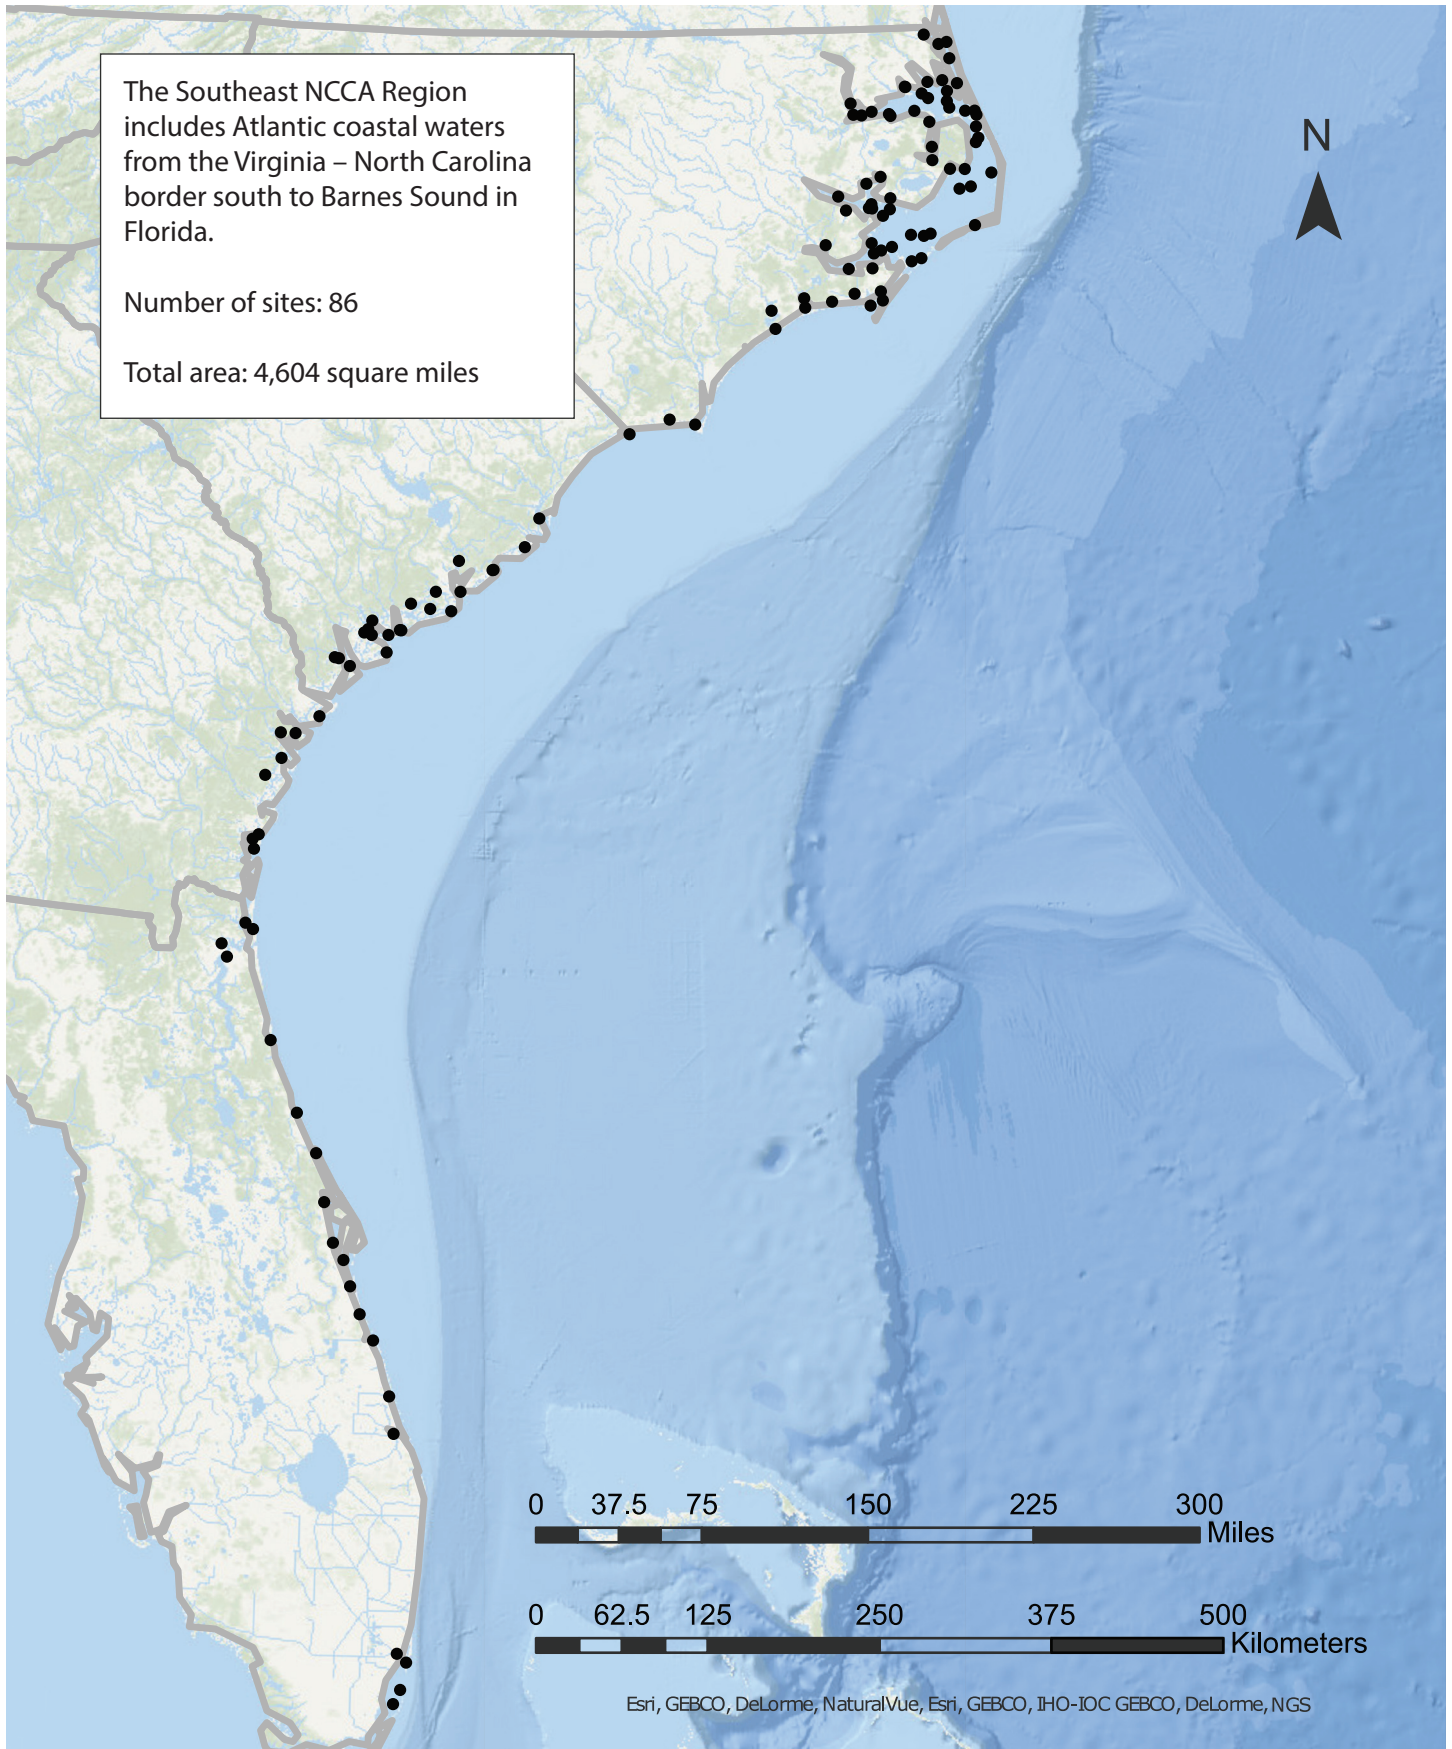 The Southeast NCCA Region
includes Atlantic coastal waters
from the Virginia – North Carolina
border south to Barnes Sound in
Florida.
Number of sites: 86
Total area: 4,604 square miles
N
0 37.5 75 150 225 300
Miles
0 62.5 125 250 375 500
Kilometers
Esri, GEBCO, DeLorme, NaturalVue, Esri, GEBCO, IHO-IOC GEBCO, DeLorme, NGS